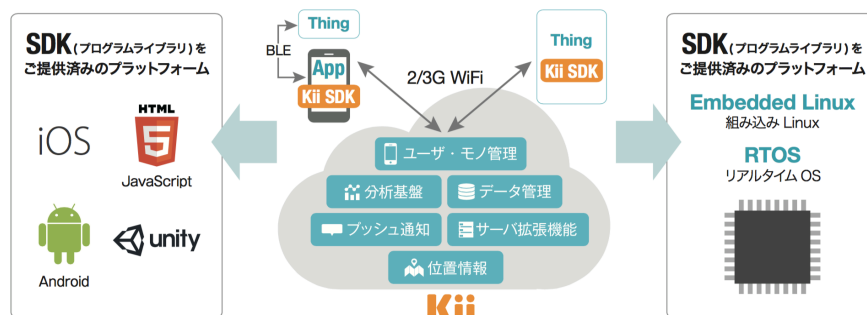 SDK(プログラムライブラリ)を
ご提供済みのプラットフォーム
iOS
HTML
5
JavaScript
Android
unity
Thing
BLE
App
Kii SDK
2/3G WiFi
Thing
Kii SDK
ユーザ・モノ管理
分析基盤
データ管理
プッシュ通知
サーバ拡張機能
位置情報
Kii
SDK(プログラムライブラリ)を
ご提供済みのプラットフォーム
Embedded Linux
組み込み Linux
RTOS
リアルタイム OS